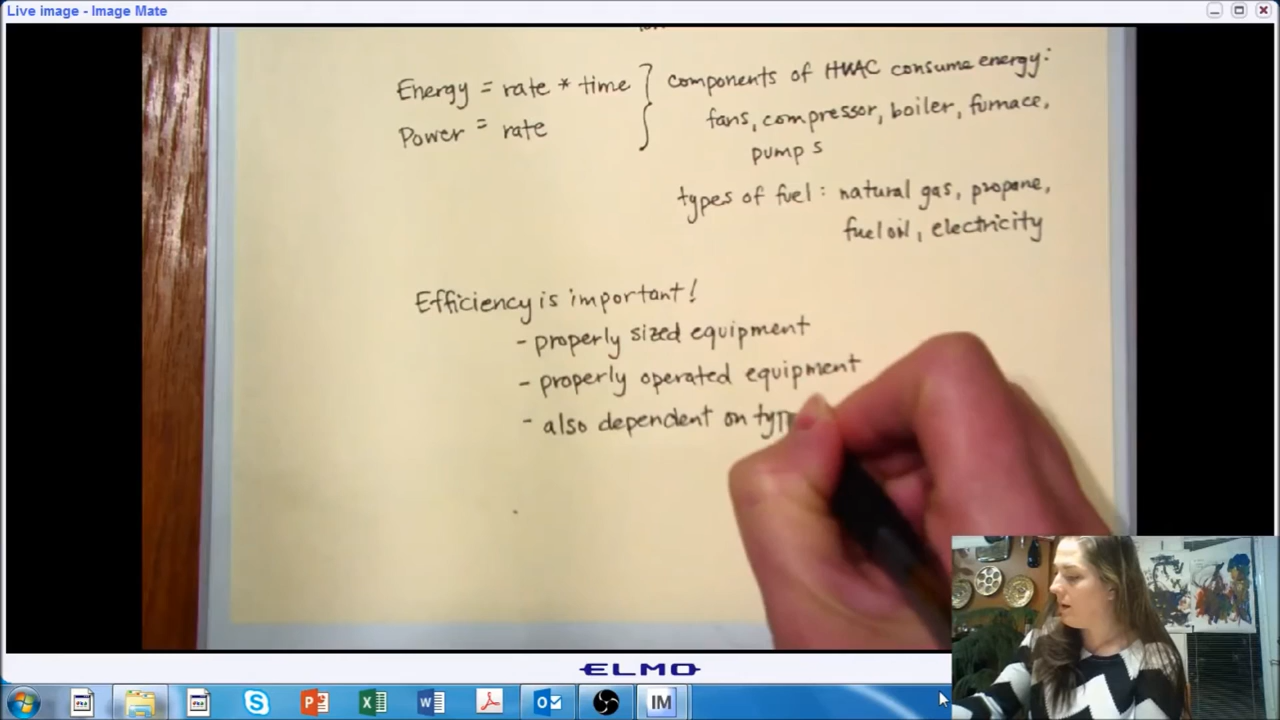 Live image - Image Mate
Energy = rate * time
Power = rate
components of HVAC consume energy:
fans, compressor, boiler, furnace,
pumps
types of fuel: natural gas, propane,
fuel oil, electricity
Efficiency is important!
- properly sized equipment
- properly operated equipment
- also dependent on typ
ELMO
IM